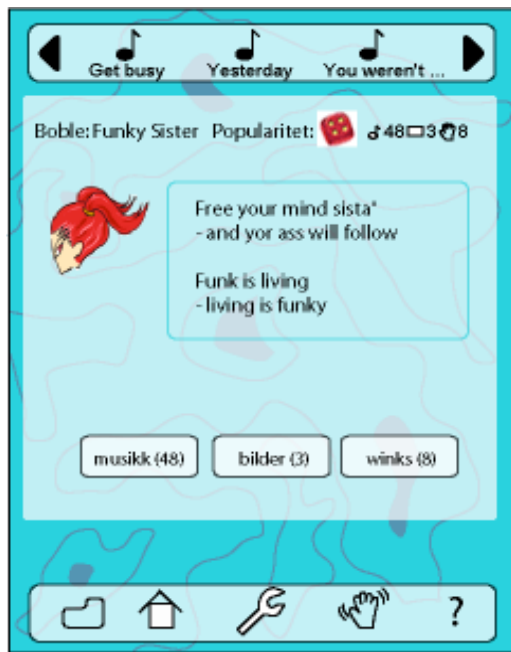 Get busy Yesterday You weren't ...
Boble: Funky Sister Popularitet: 48 3 8
Free your mind sista"
- and yor ass will follow
Funk is living
- living is funky
musikk (48) bilder (3) winks (8)
?